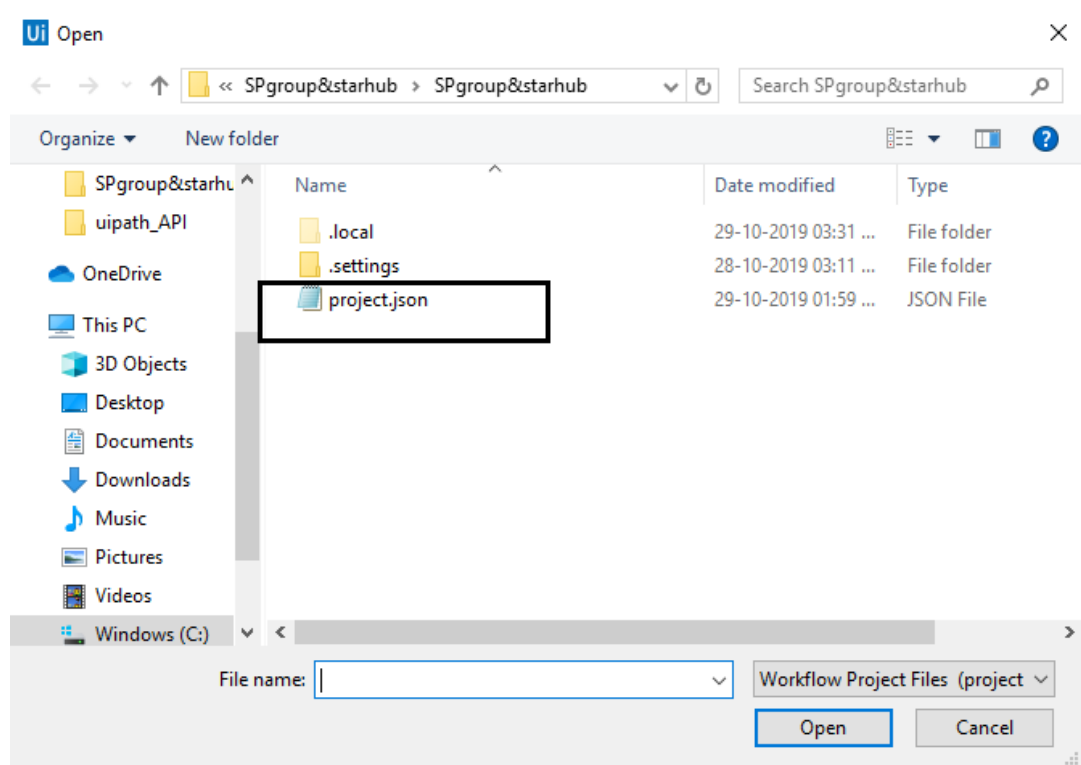 Ui Open
« SPgroup&starhub > SPgroup&starhub Search SPgroup&starhub
Organize New folder ?
SPgroup&starhu
uipath_API
OneDrive
This PC
3D Objects
Desktop
Documents
Downloads
Music
Pictures
Videos
Windows (C:)
Name Date modified Type
.local 29-10-2019 03:31 ... File folder
.settings 28-10-2019 03:11 ... File folder
project.json 29-10-2019 01:59 ... JSON File
File name: Workflow Project Files (project
Open Cancel